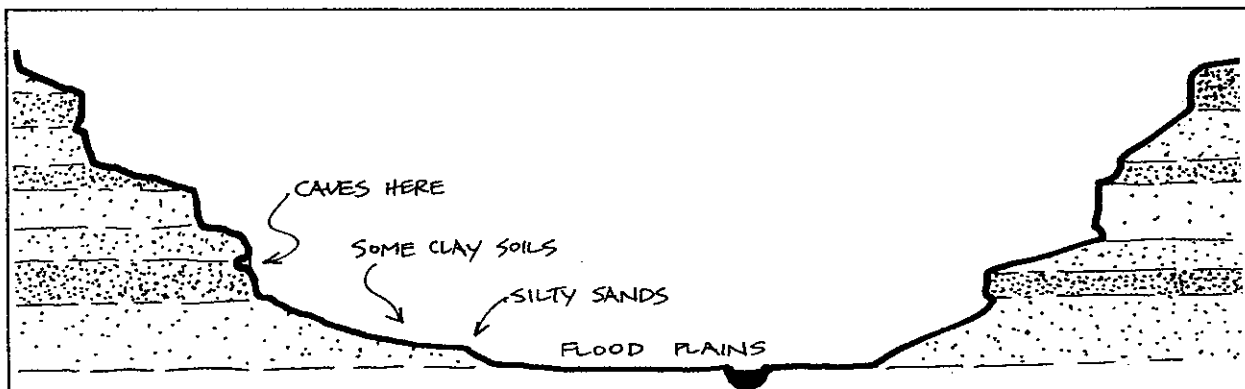 CAVES HERE
SOME CLAY SOILS
SILTY SANDS
FLOOD PLAINS